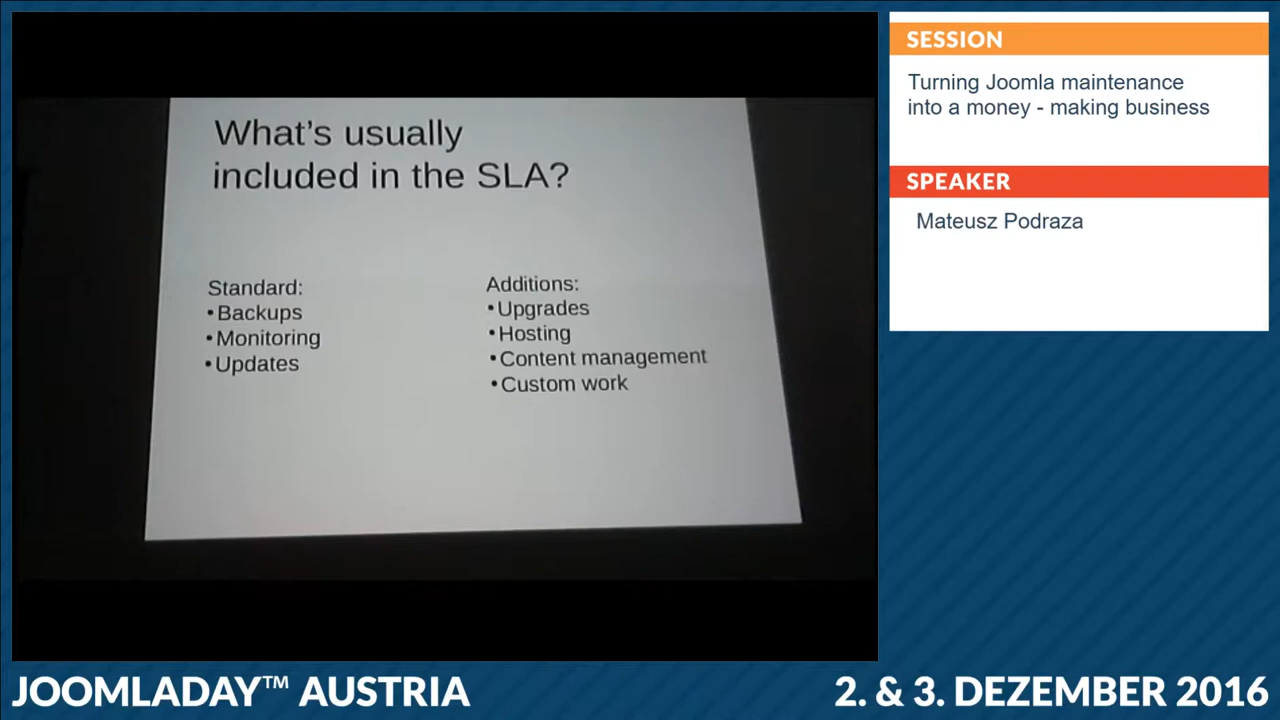 What's usually
included in the SLA?
Standard:
•Backups
•Monitoring
•Updates
Additions:
•Upgrades
•Hosting
•Content management
•Custom work
SESSION
Turning Joomla maintenance
into a money - making business
SPEAKER
Mateusz Podraza
JOOMLADAY™ AUSTRIA
2. & 3. DEZEMBER 2016